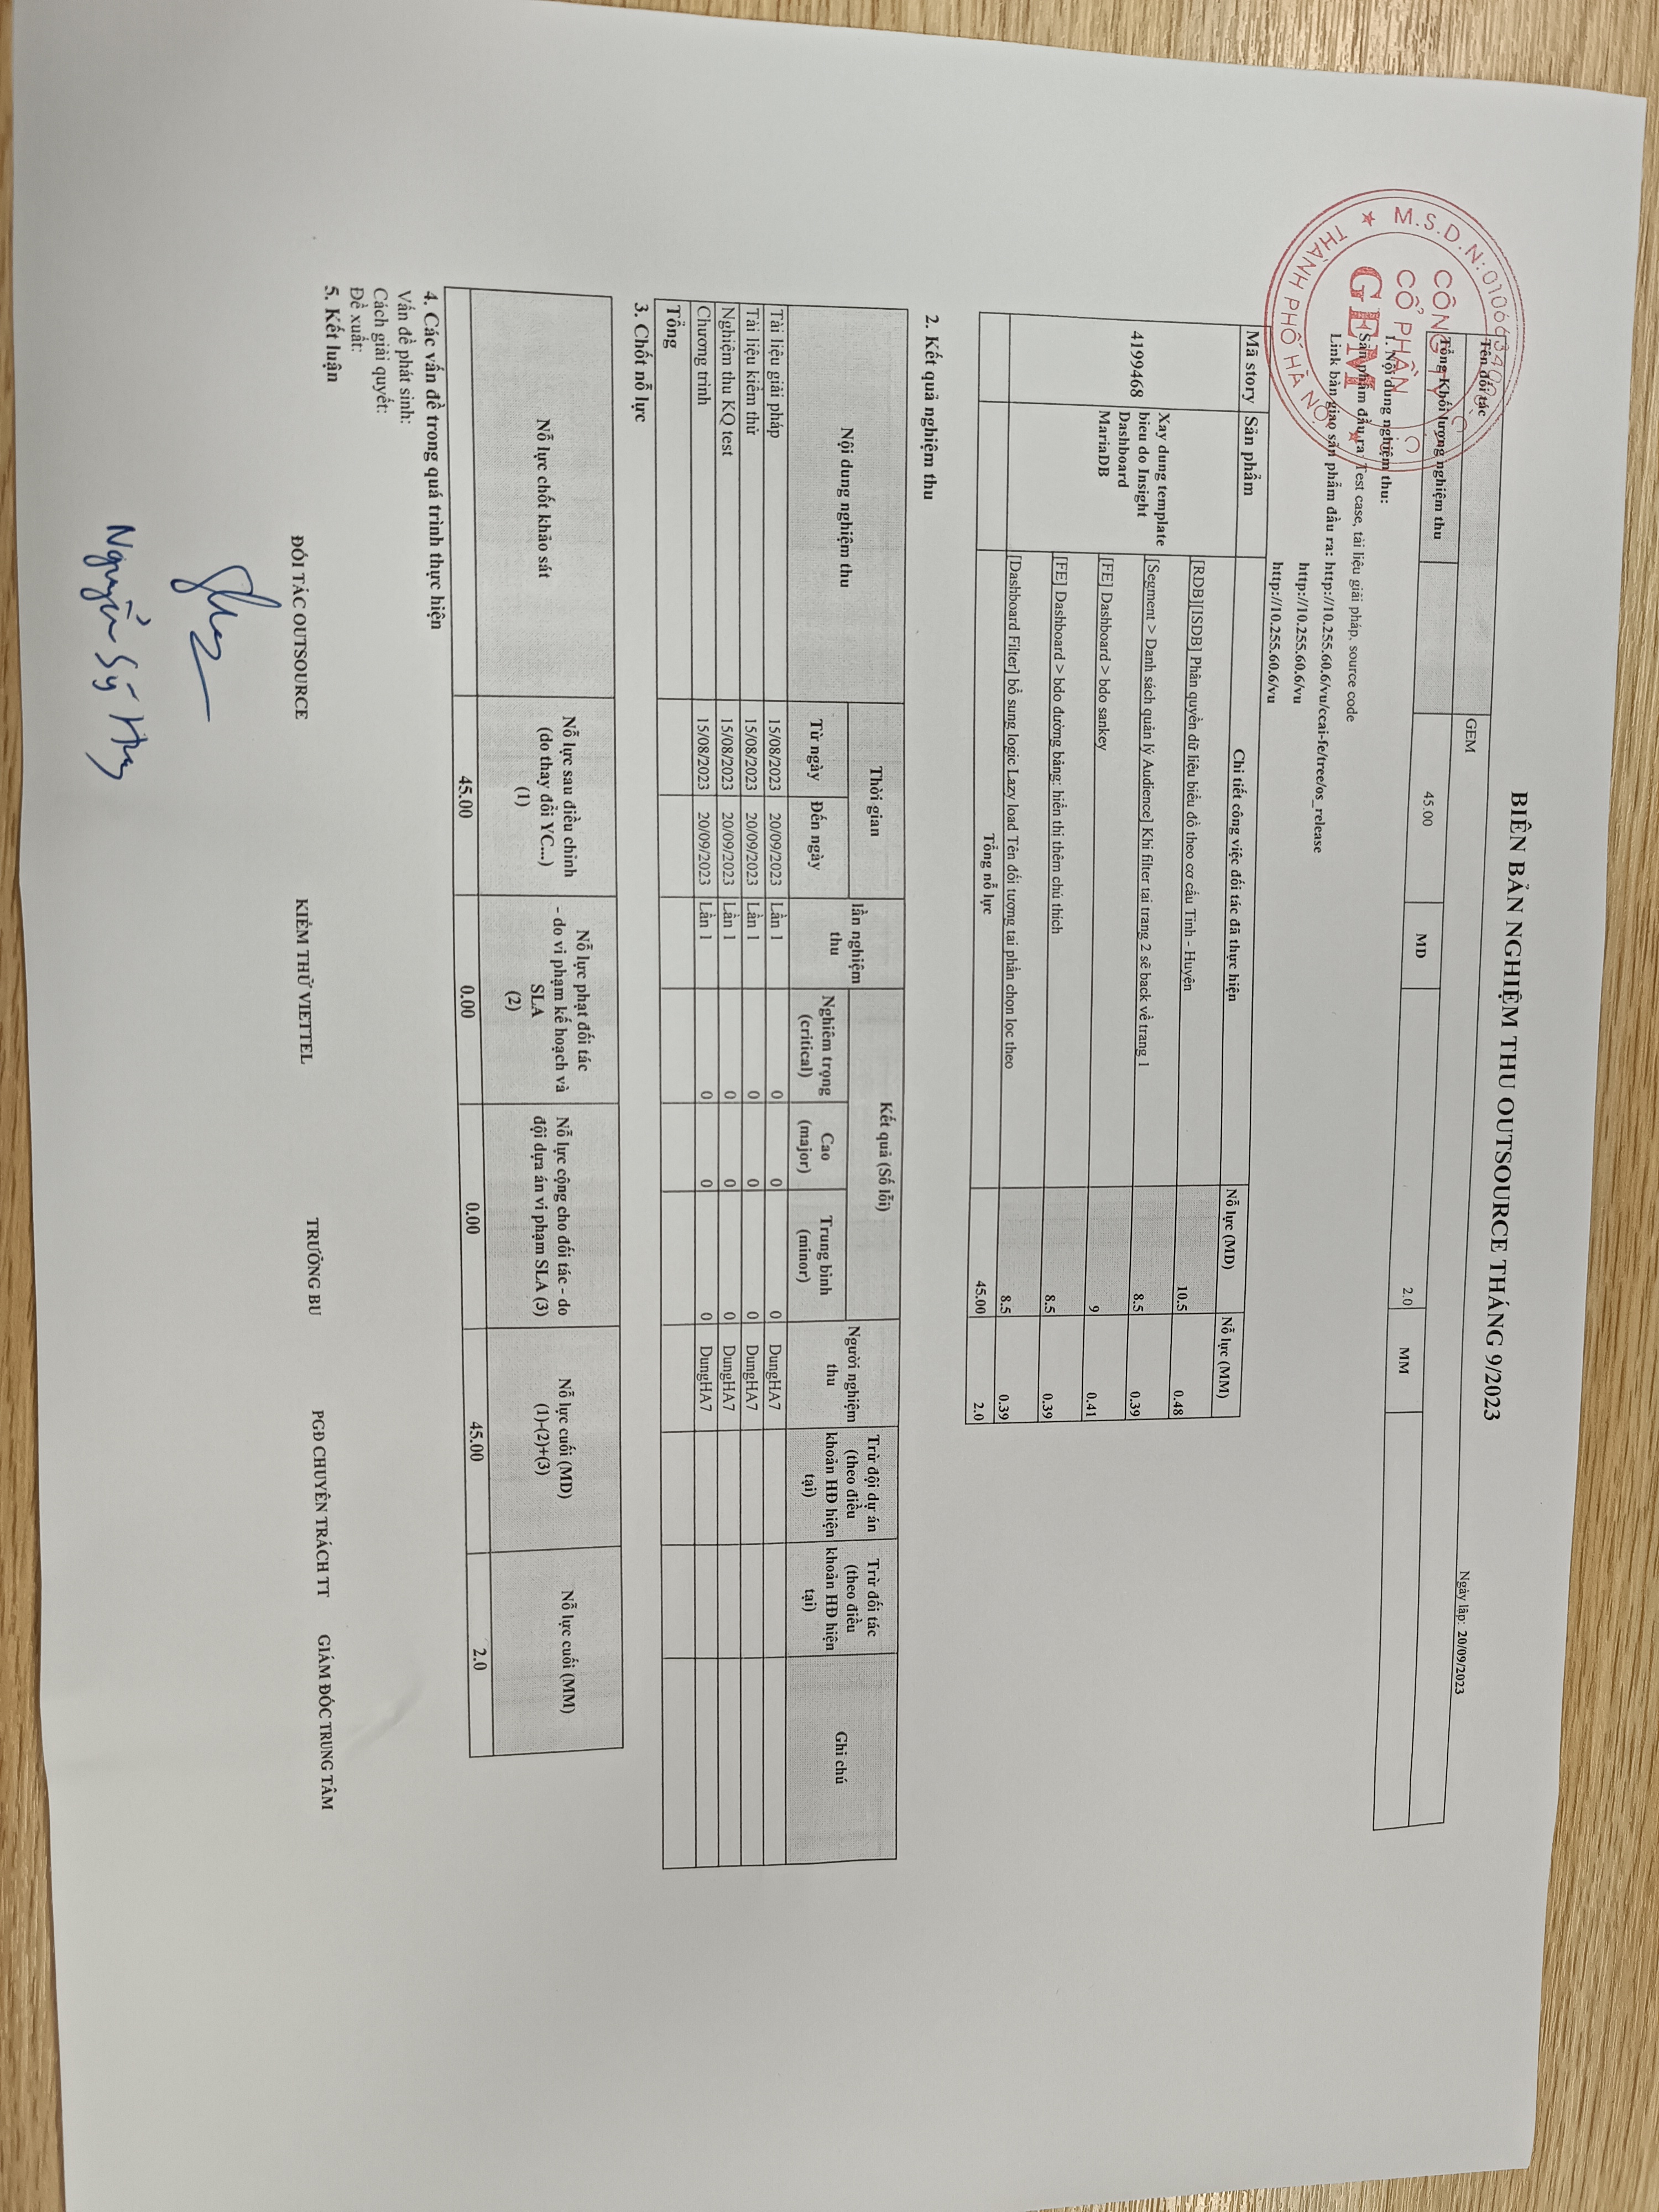 BIÊN BẢN NGHIỆM THU OUTSOURCE THÁNG 9/2023
Ngày lập: 20/09/2023
Tên đối tác GEM
Tổng Khối lượng nghiệm thu 45.00 MD 2.0 MM
1. Nội dung nghiệm thu:
Sản phẩm đầu ra: Test case, tài liệu giải pháp, source code
Link bàn giao sản phẩm đầu ra: http://10.255.60.6/vu/ccai-fe/tree/os_release
http://10.255.60.6/vu
http://10.255.60.6/vu
M.S.D.N:
CÔNG TY
CỔ PHẦN
GEM
THÀNH PHỐ HÀ NỘI
Mã story Sản phẩm Chi tiết công việc đối tác đã thực hiện Nỗ lực (MD) Nỗ lực (MM)
4199468
Xay dung template
bieu do Insight
Dashboard
MariaDB
[RDB][ISDB] Phân quyền dữ liệu biểu đồ theo cơ cấu Tỉnh - Huyện 10.5 0.48
[Segment > Danh sách quản lý Audience] Khi filter tại trang 2 sẽ back về trang 1 8.5 0.39
[FE] Dashboard > bdo sankey 9 0.41
[FE] Dashboard > bdo đường bảng: hiển thi thêm chú thích 8.5 0.39
[Dashboard Filter] bổ sung logic Lazy load Tên đối tượng tại phần chọn lọc theo 8.5 0.39
Tổng nỗ lực 45.00 2.0
2. Kết quả nghiệm thu
Nội dung nghiệm thu Thời gian lần nghiệm thu Kết quả (Số lỗi) Người nghiệm thu Trừ đội dự án (theo điều khoản HĐ hiện tại) Trừ đối tác (theo điều khoản HĐ hiện tại) Ghi chú
Từ ngày Đến ngày Nghiêm trọng (critical) Cao (major) Trung bình (minor)
Tài liệu giải pháp 15/08/2023 20/09/2023 Lần 1 0 0 0 DungHA7
Tài liệu kiểm thử 15/08/2023 20/09/2023 Lần 1 0 0 0 DungHA7
Nghiệm thu KQ test 15/08/2023 20/09/2023 Lần 1 0 0 0 DungHA7
Chương trình 15/08/2023 20/09/2023 Lần 1 0 0 0 DungHA7
Tổng
3. Chốt nỗ lực
Nỗ lực chốt khảo sát Nỗ lực sau điều chỉnh (do thay đổi YC...) (1) Nỗ lực phạt đối tác - do vi phạm kế hoạch và SLA (2) Nỗ lực cộng cho đối tác - do đội dựa án vi phạm SLA (3) Nỗ lực cuối (MD) (1)-(2)+(3) Nỗ lực cuối (MM)
45.00 0.00 0.00 45.00 2.0
4. Các vấn đề trong quá trình thực hiện
Vấn đề phát sinh:
Cách giải quyết:
Đề xuất:
5. Kết luận
ĐỐI TÁC OUTSOURCE KIỂM THỬ VIETTEL TRƯỞNG BU PGĐ CHUYÊN TRÁCH TT GIÁM ĐỐC TRUNG TÂM
Nguyễn Sỹ